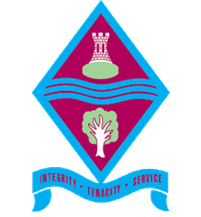 INTEGRITY • TENACITY • SERVICE